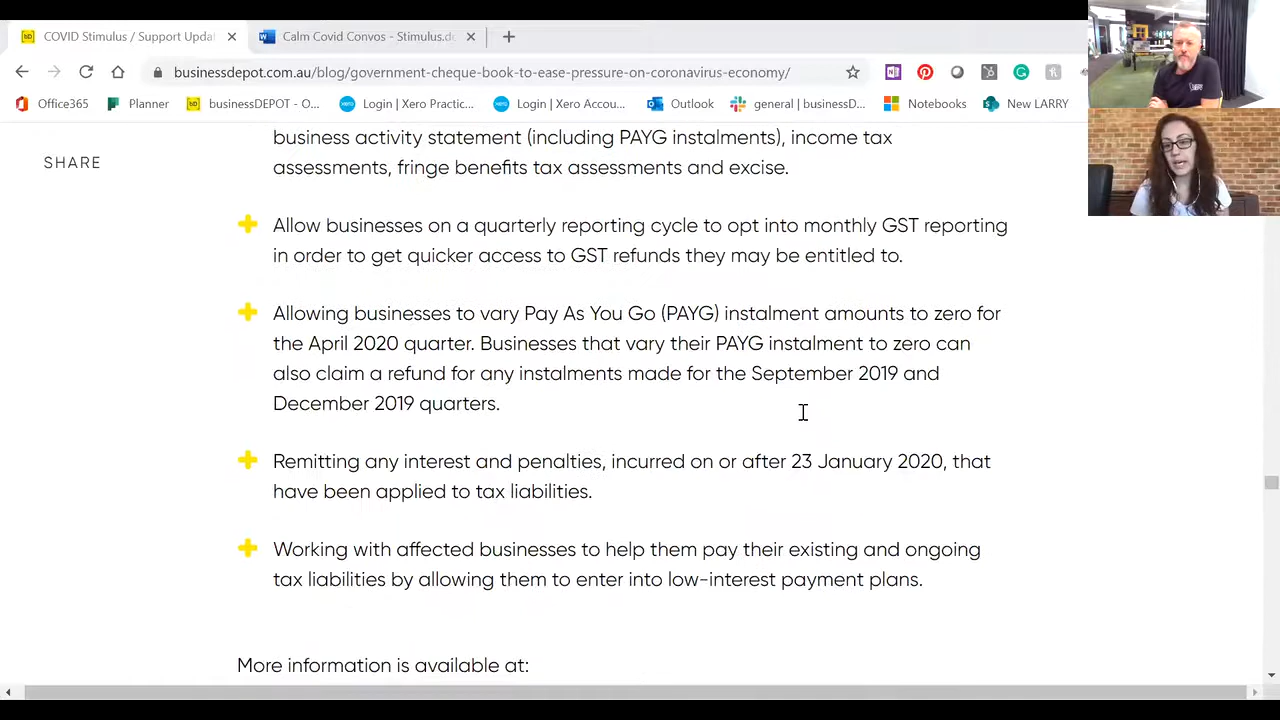 COVID Stimulus / Support Upda
Calm Covid Convos - Stimulus.do
businessdepot.com.au/blog/government-cheque-book-to-ease-pressure-on-coronavirus-economy/
Office365
Planner
businessDEPOT - O...
Login | Xero Practic...
Login | Xero Accou...
Outlook
general | businessD...
Notebooks
New LARRY
SHARE
business activity statement (including PAYG instalments), income tax
assessments, fringe benefits tax assessments and excise.
Allow businesses on a quarterly reporting cycle to opt into monthly GST reporting
in order to get quicker access to GST refunds they may be entitled to.
Allowing businesses to vary Pay As You Go (PAYG) instalment amounts to zero for
the April 2020 quarter. Businesses that vary their PAYG instalment to zero can
also claim a refund for any instalments made for the September 2019 and
December 2019 quarters.
Remitting any interest and penalties, incurred on or after 23 January 2020, that
have been applied to tax liabilities.
Working with affected businesses to help them pay their existing and ongoing
tax liabilities by allowing them to enter into low-interest payment plans.
More information is available at: